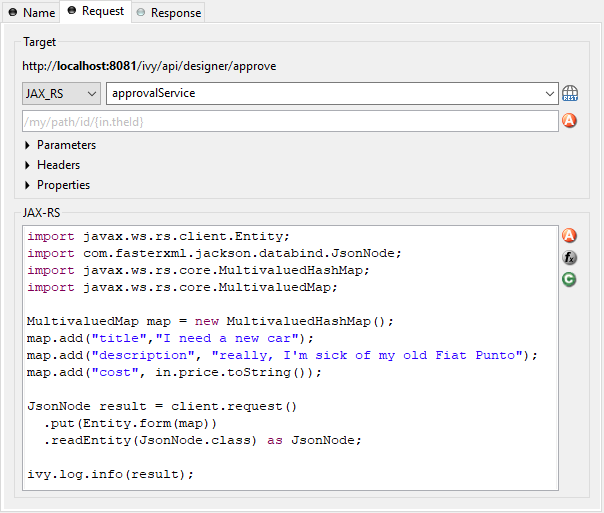 Name Request Response
Target
http://localhost:8081/ivy/api/designer/approve
JAX_RS approvalService
REST
/my/path/id/{in.theId}
A
Parameters
Headers
Properties
JAX-RS
import javax.ws.rs.client.Entity;
A
import com.fasterxml.jackson.databind.JsonNode;
fx
import javax.ws.rs.core.MultivaluedHashMap;
C
import javax.ws.rs.core.MultivaluedMap;
MultivaluedMap map = new MultivaluedHashMap();
map.add("title","I need a new car");
map.add("description", "really, I'm sick of my old Fiat Punto");
map.add("cost", in.price.toString());
JsonNode result = client.request()
.put(Entity.form(map))
.readEntity(JsonNode.class) as JsonNode;
ivy.log.info(result);